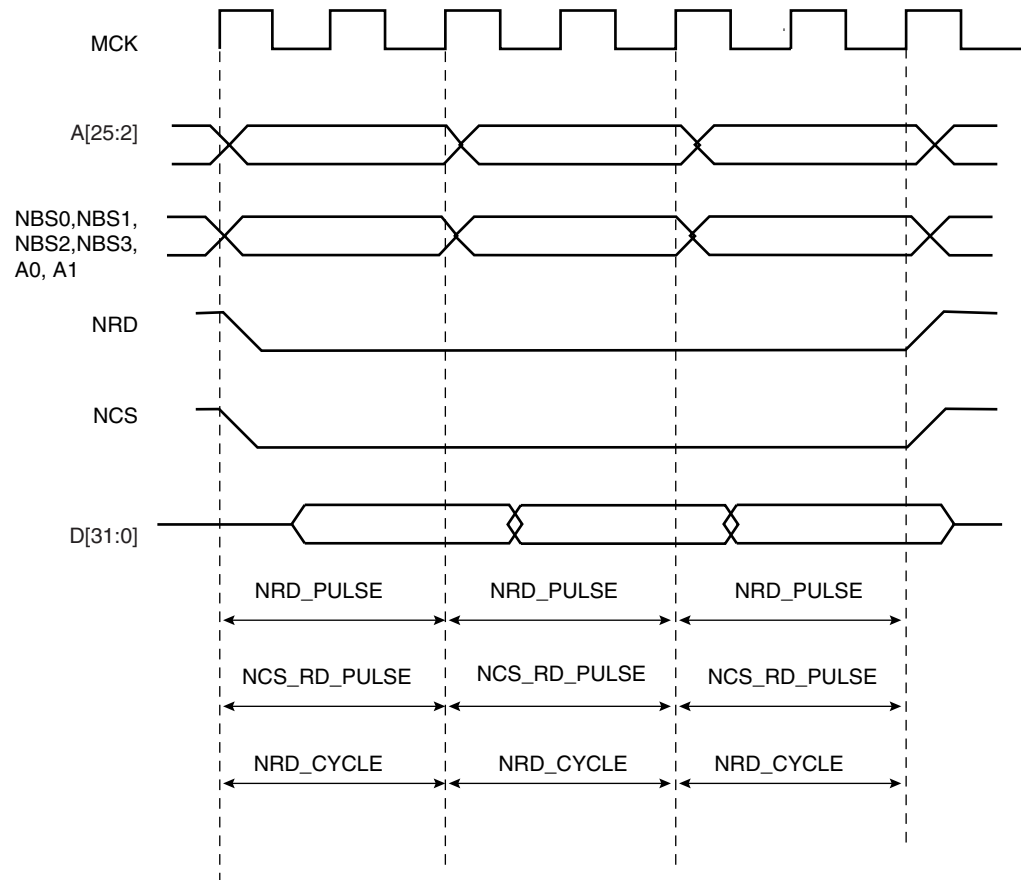 MCK
A[25:2]
NBS0,NBS1,
NBS2,NBS3,
A0, A1
NRD
NCS
D[31:0]
NRD_PULSE NRD_PULSE NRD_PULSE
NCS_RD_PULSE NCS_RD_PULSE NCS_RD_PULSE
NRD_CYCLE NRD_CYCLE NRD_CYCLE